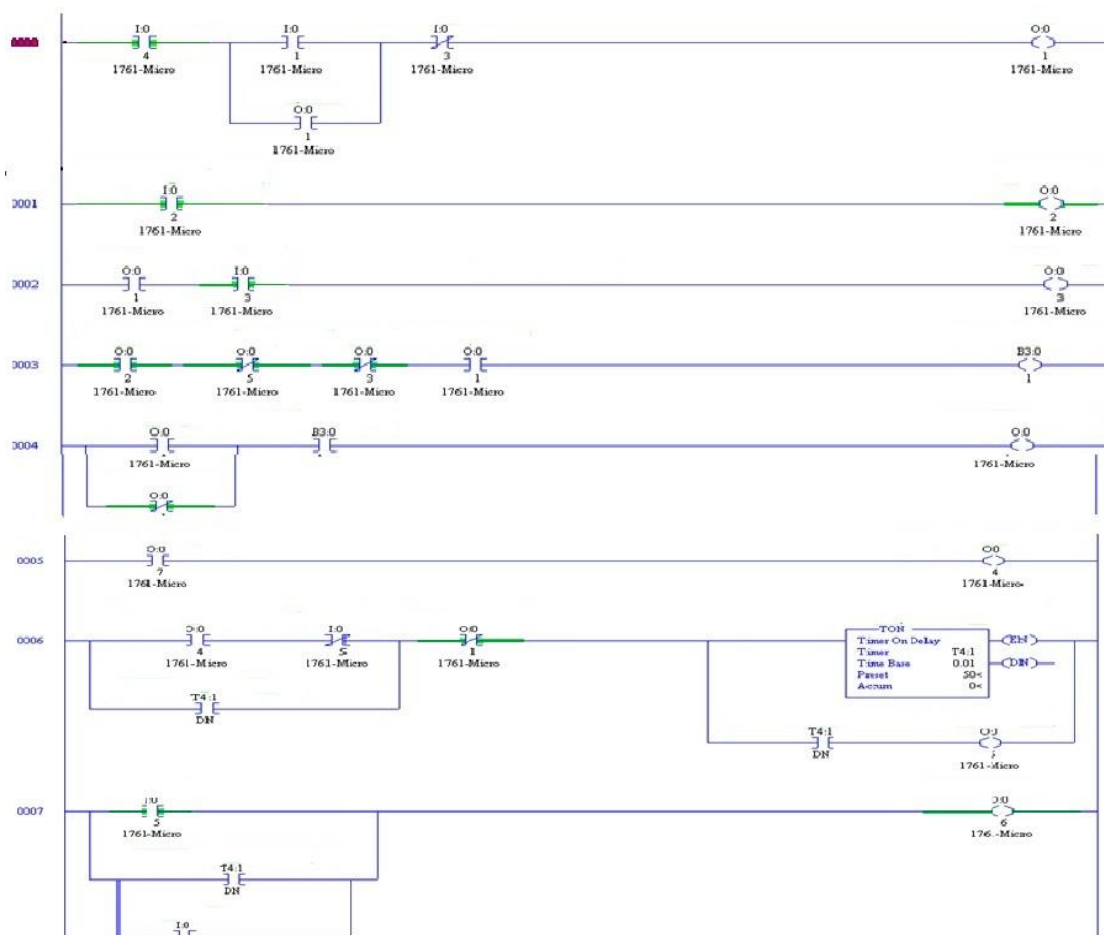 I:0 I:0 I:0 O:0
4 1 3 1
1761-Micro 1761-Micro 1761-Micro 1761-Micro
O:0
1
1761-Micro
0001
I:0 O:0
2 2
1761-Micro 1761-Micro
0002
O:0 I:0 O:0
1 3 3
1761-Micro 1761-Micro 1761-Micro
0003
O:0 O:0 O:0 O:0 B3:0
2 5 3 1 1
1761-Micro 1761-Micro 1761-Micro 1761-Micro
0004
O:0 B3:0 O:0
1761-Micro 1761-Micro
O:0
0005
O:0 O:0
7 4
1761-Micro 1761-Micro
0006
O:0 I:0 O:0
4 5 1
1761-Micro 1761-Micro 1761-Micro
T4:1
DN
TON
Timer On Delay EN
Timer T4:1
Time Base 0.01 DN
Preset 50<
Accum 0<
T4:1 O:0
DN
1761-Micro
0007
I:0 O:0
5 6
1761-Micro 176 -Micro
T4:1
DN
I:0